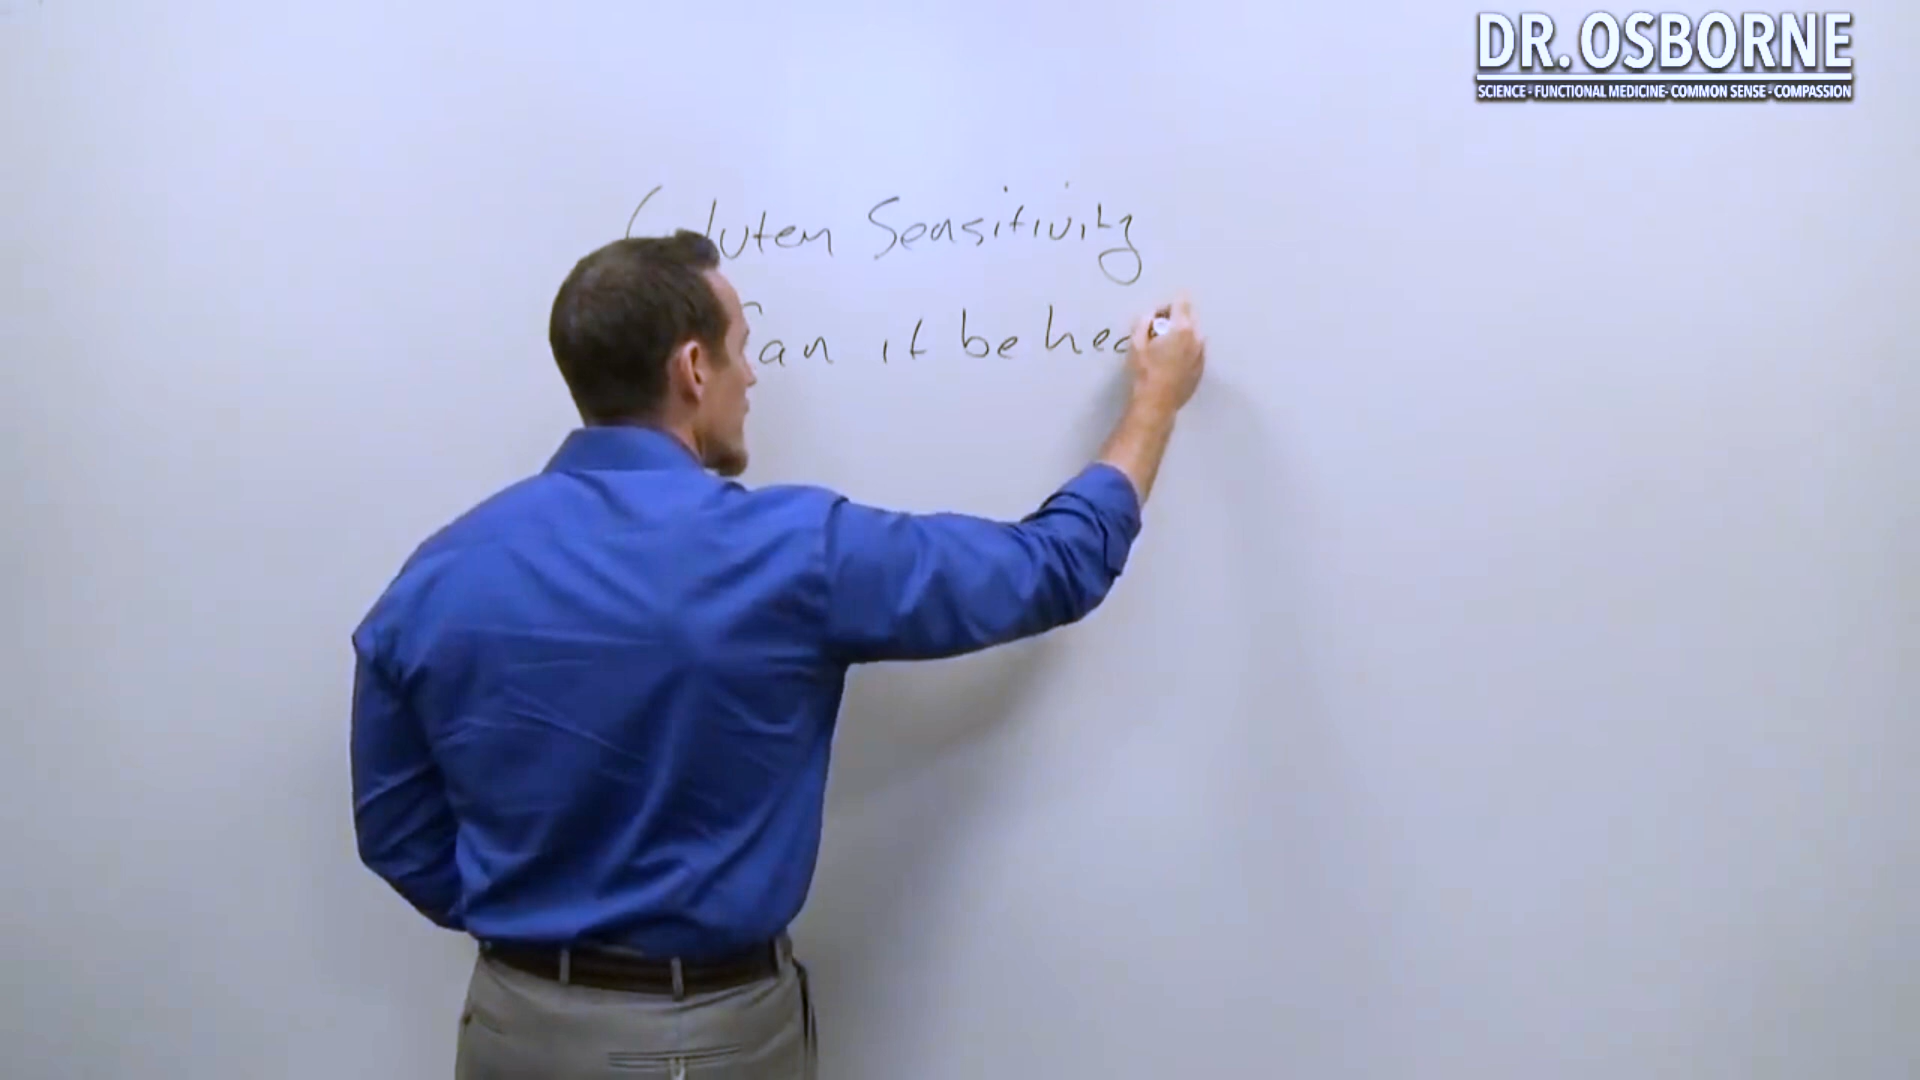 DR. OSBORNE
SCIENCE - FUNCTIONAL MEDICINE - COMMON SENSE - COMPASSION
Gluten Sensitivity
Can it be hea